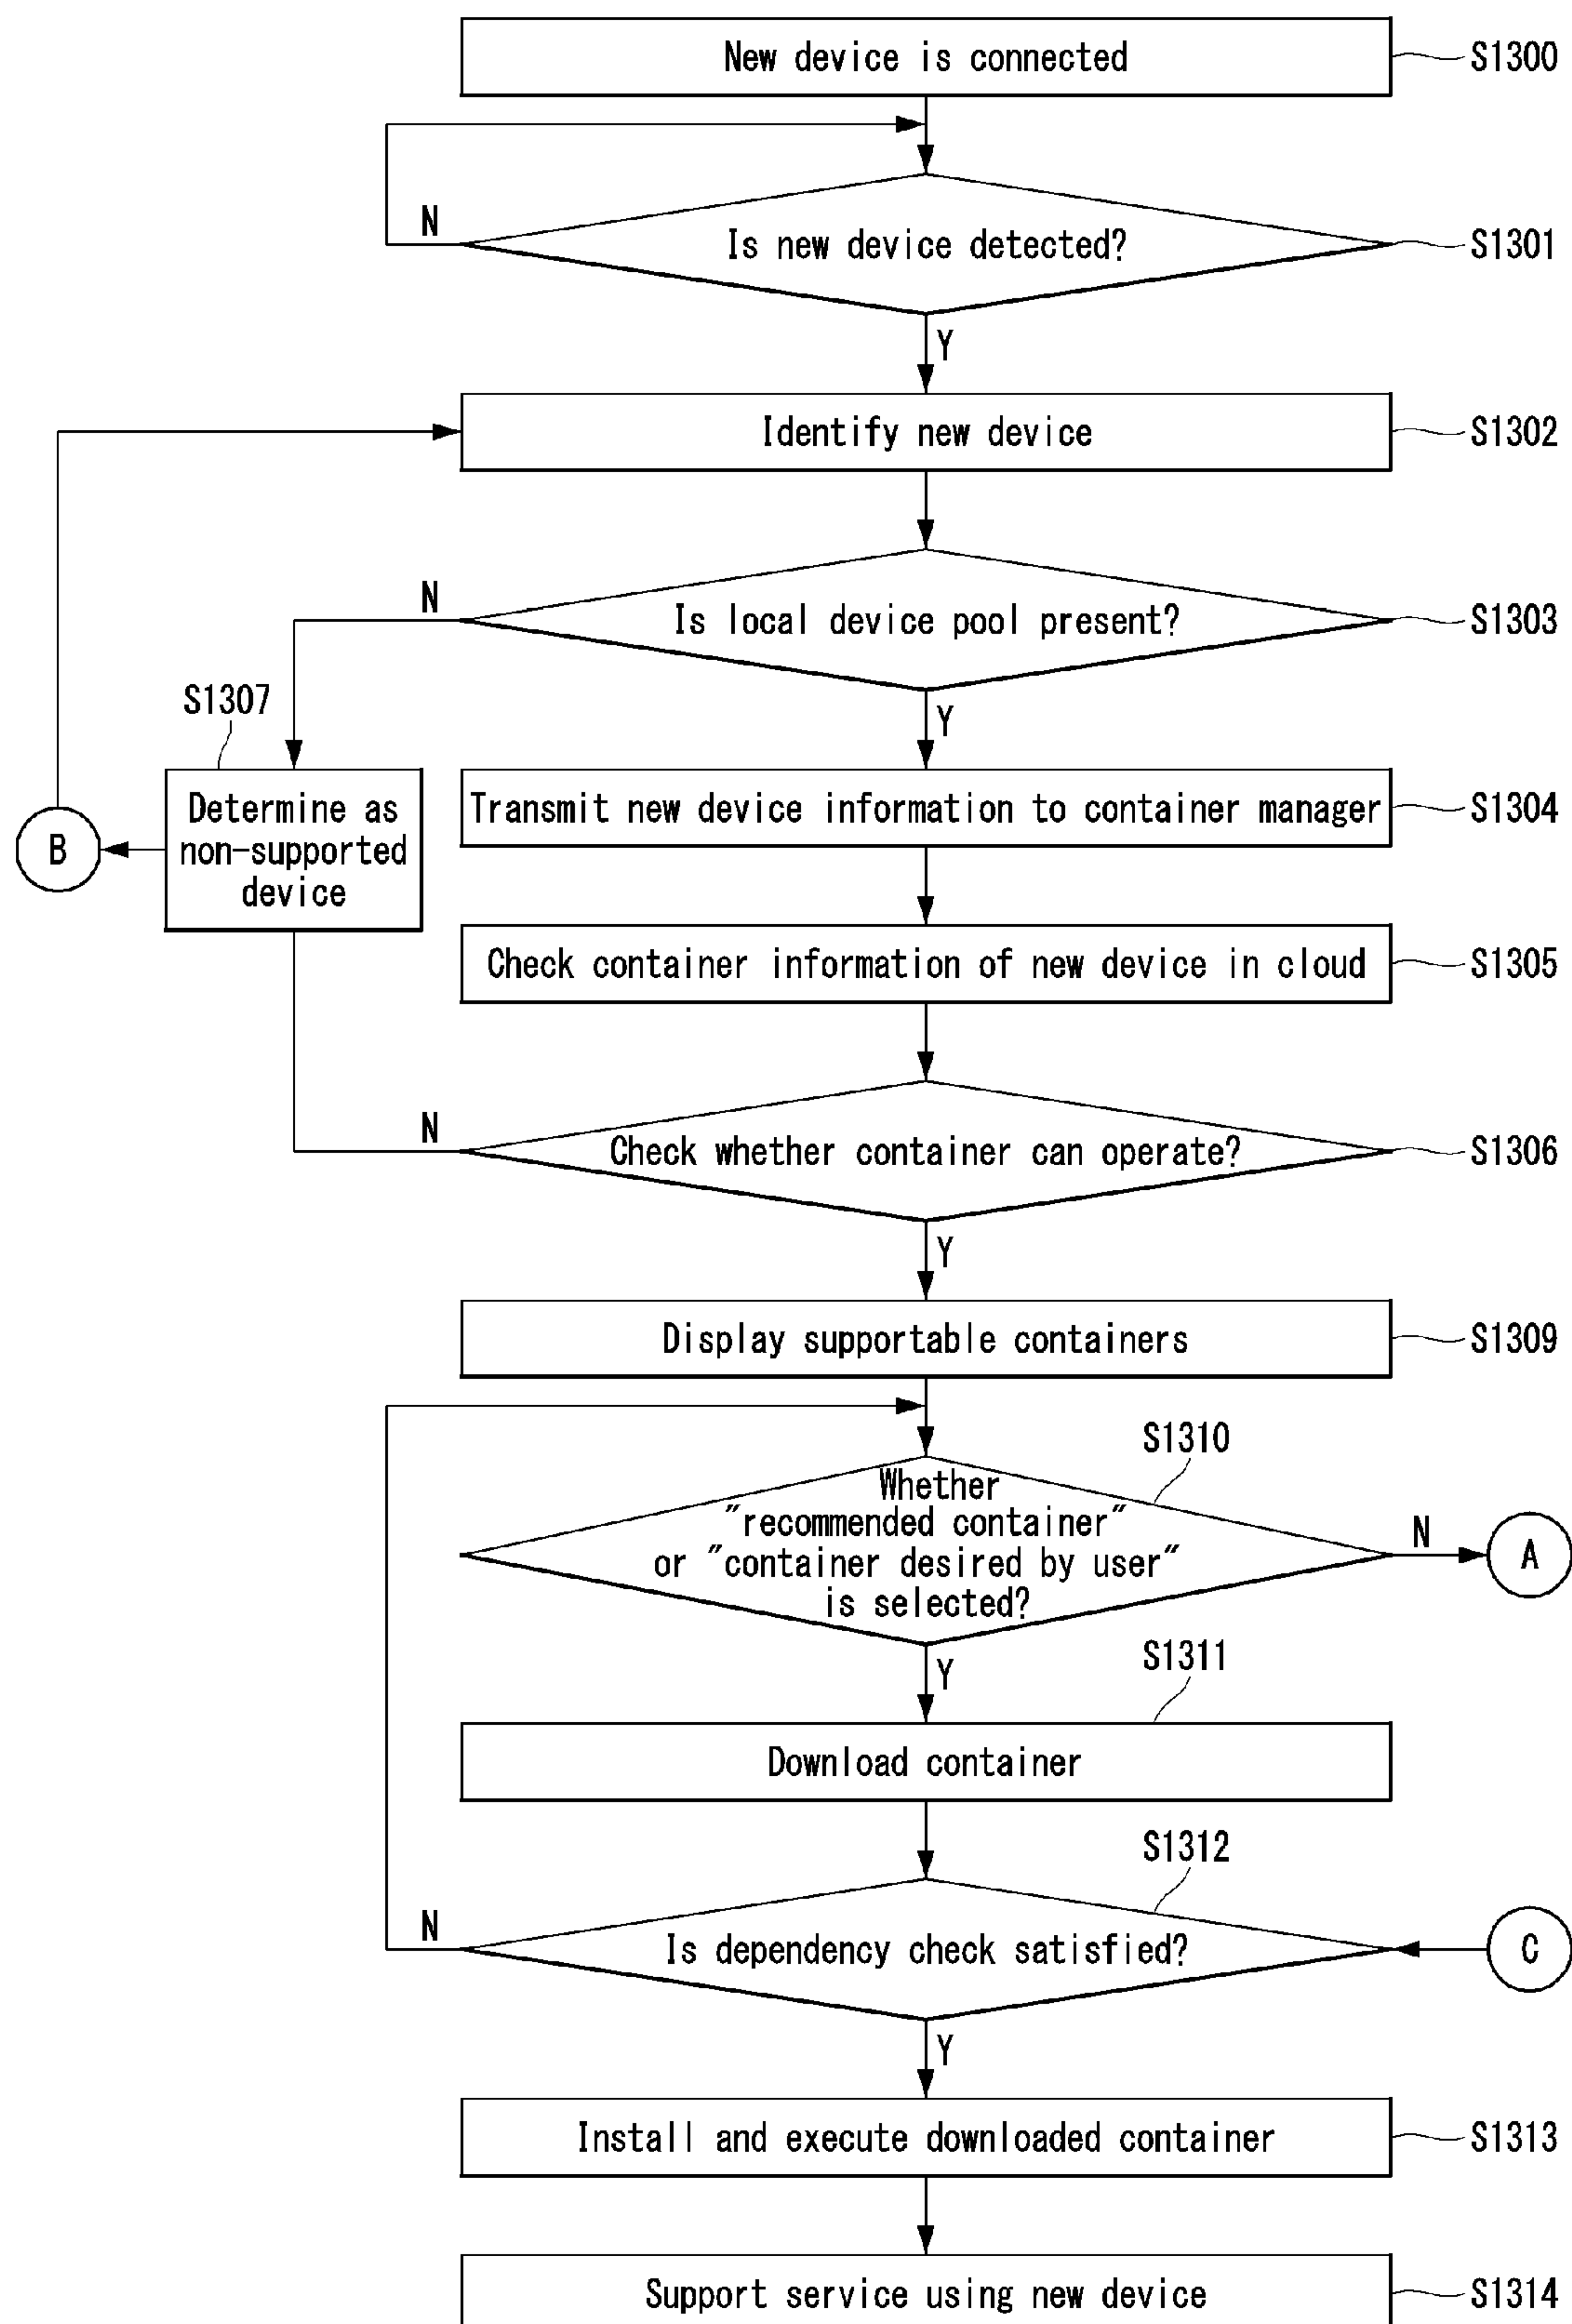 New device is connected
S1300
N
Is new device detected?
S1301
Y
Identify new device
S1302
N
Is local device pool present?
S1303
S1307
Y
Determine as
non-supported
device
B
Transmit new device information to container manager
S1304
Check container information of new device in cloud
S1305
N
Check whether container can operate?
S1306
Y
Display supportable containers
S1309
S1310
Whether
"recommended container"
or "container desired by user"
is selected?
N
A
Y
S1311
Download container
S1312
N
Is dependency check satisfied?
C
Y
Install and execute downloaded container
S1313
Support service using new device
S1314